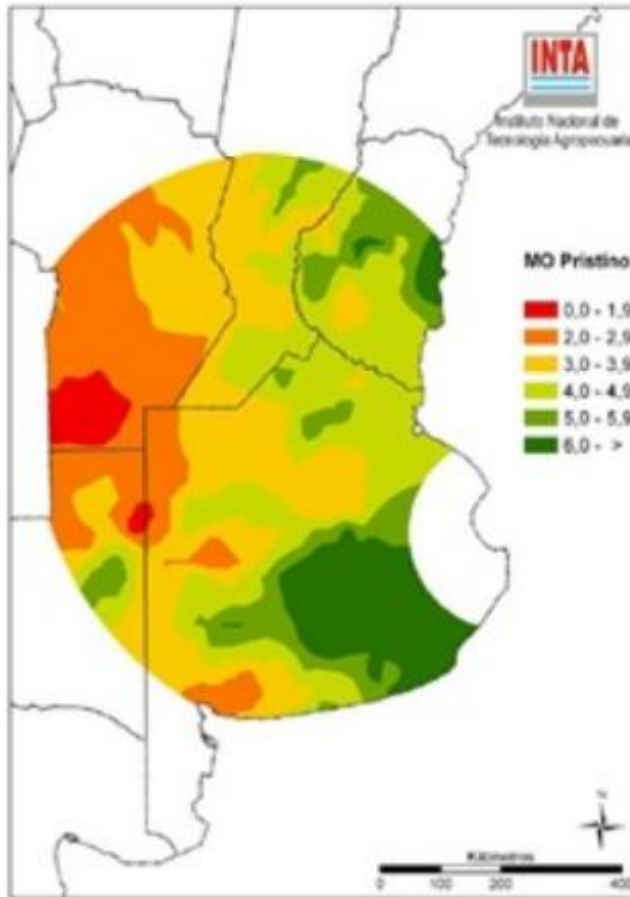 INTA
Instituto Nacional de
Tecnología Agropecuaria
MO Pristino
0,0 - 1,9
2,0 - 2,9
3,0 - 3,9
4,0 - 4,9
5,0 - 5,9
6,0 - >
N
Kilómetros
0 100 200 400